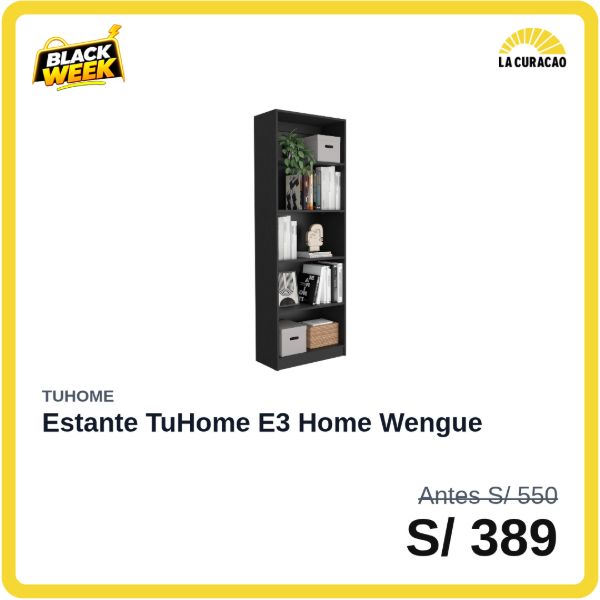 BLACK
WEEK
LA CURACAO
TUHOME
Estante TuHome E3 Home Wengue
Antes S/ 550
S/ 389